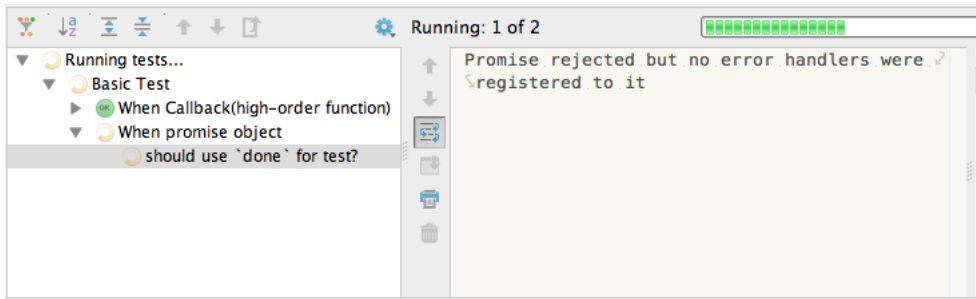 Running: 1 of 2
Running tests...
Basic Test
OK When Callback(high-order function)
When promise object
should use `done` for test?
Promise rejected but no error handlers were
registered to it